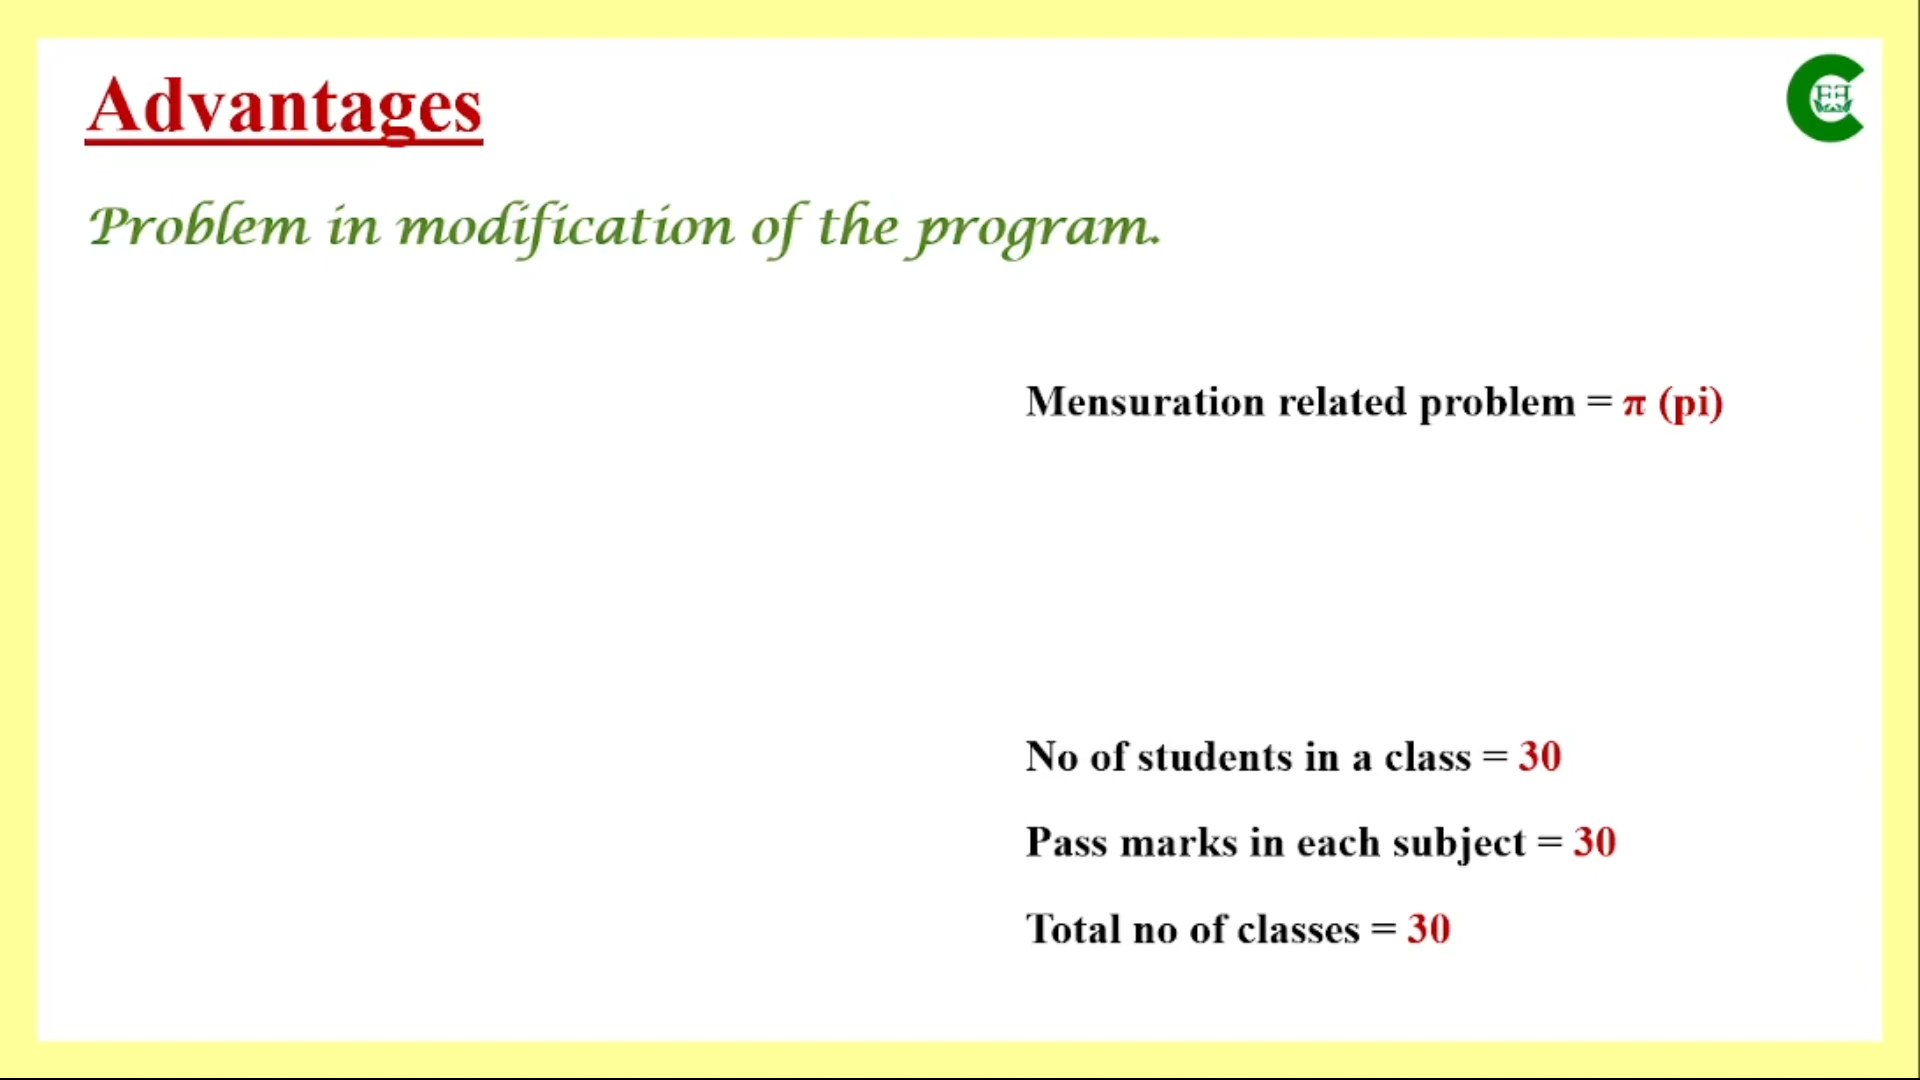 Advantages
Problem in modification of the program.
Mensuration related problem = π (pi)
No of students in a class = 30
Pass marks in each subject = 30
Total no of classes = 30